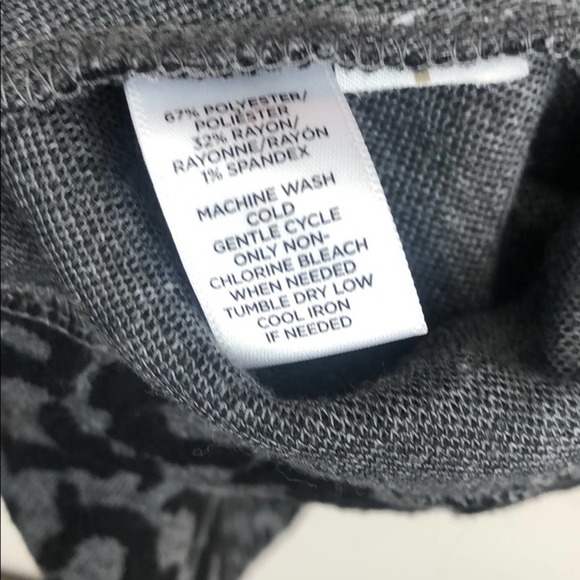 67% POLYESTER/
POLIESTER
32% RAYON/
RAYONNE/RAYÓN
1% SPANDEX
MACHINE WASH
COLD
GENTLE CYCLE
ONLY NON-
CHLORINE BLEACH
WHEN NEEDED
TUMBLE DRY LOW
COOL IRON
IF NEEDED